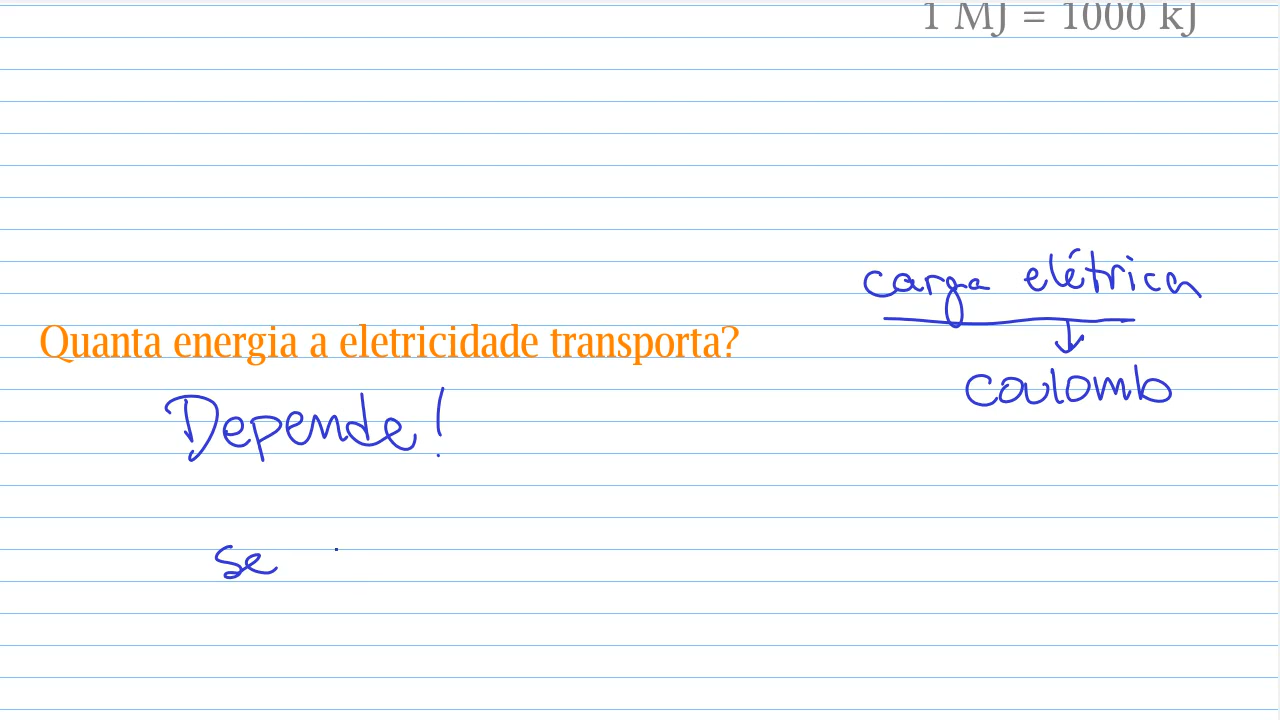 1 MJ = 1000 kJ
carga elétrica
Quanta energia a eletricidade transporta?
coulomb
Depende!
se